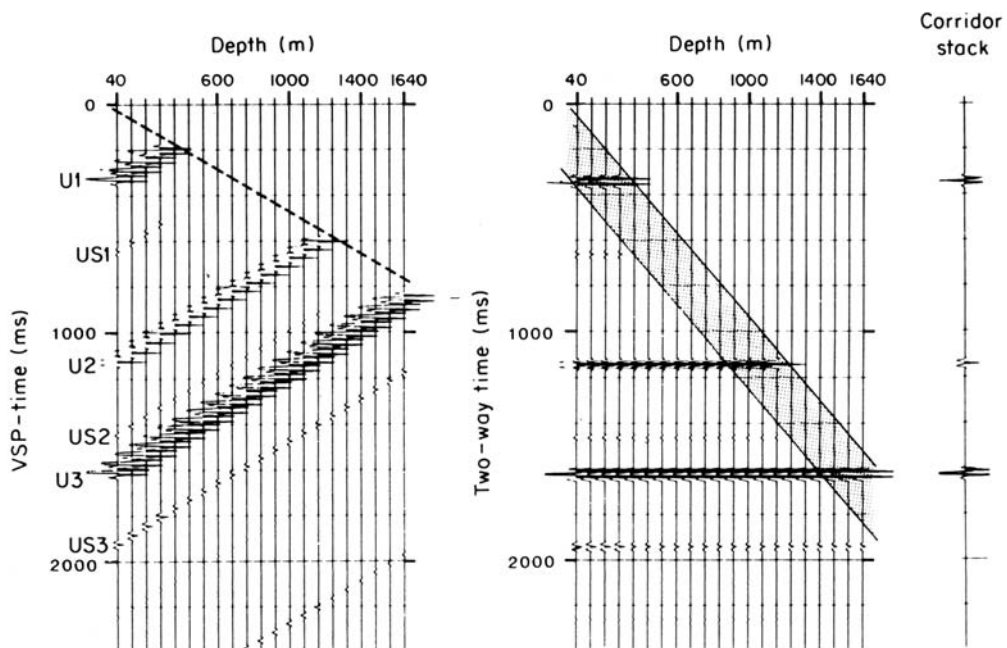 Depth (m)
40 600 1000 1400 1640
0
U1
US1
1000
U2
US2
U3
US3
2000
VSP-time (ms)
Depth (m)
40 600 1000 1400 1640
0
1000
2000
Two-way time (ms)
Corridor
stack